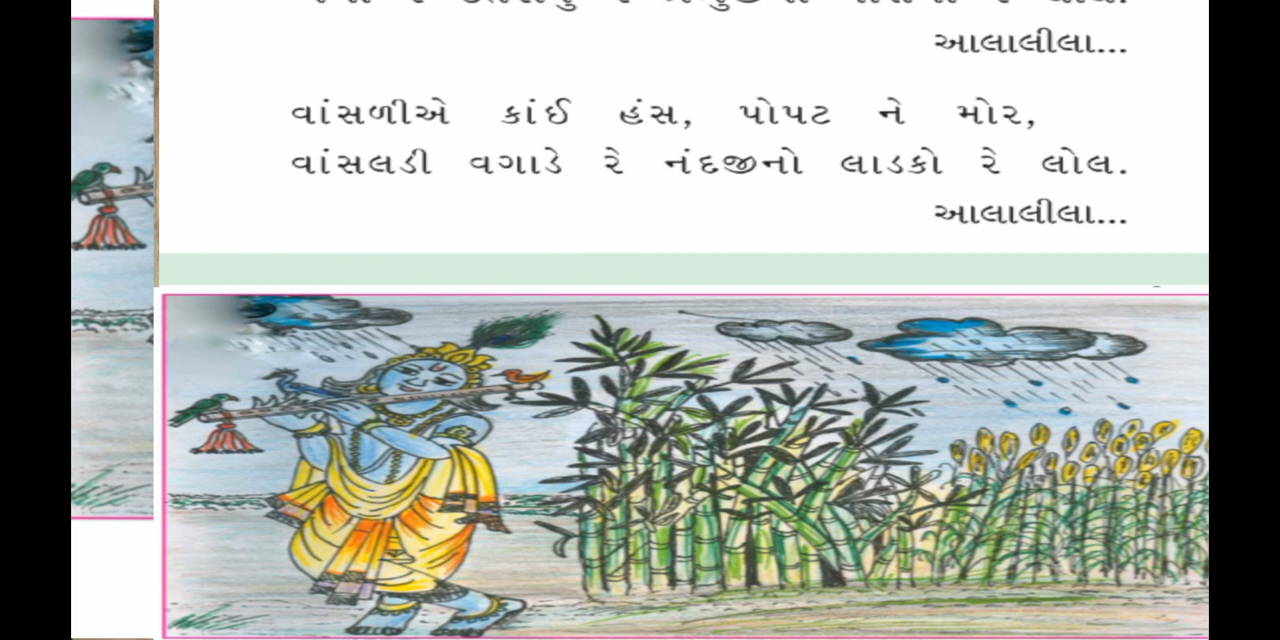 આલાલીલા...
વાંસળીએ કાંઈ હંસ, પોપટ ને મોર,
વાંસલડી વગાડે રે નંદજીનો લાડકો રે લોલ.
આલાલીલા...